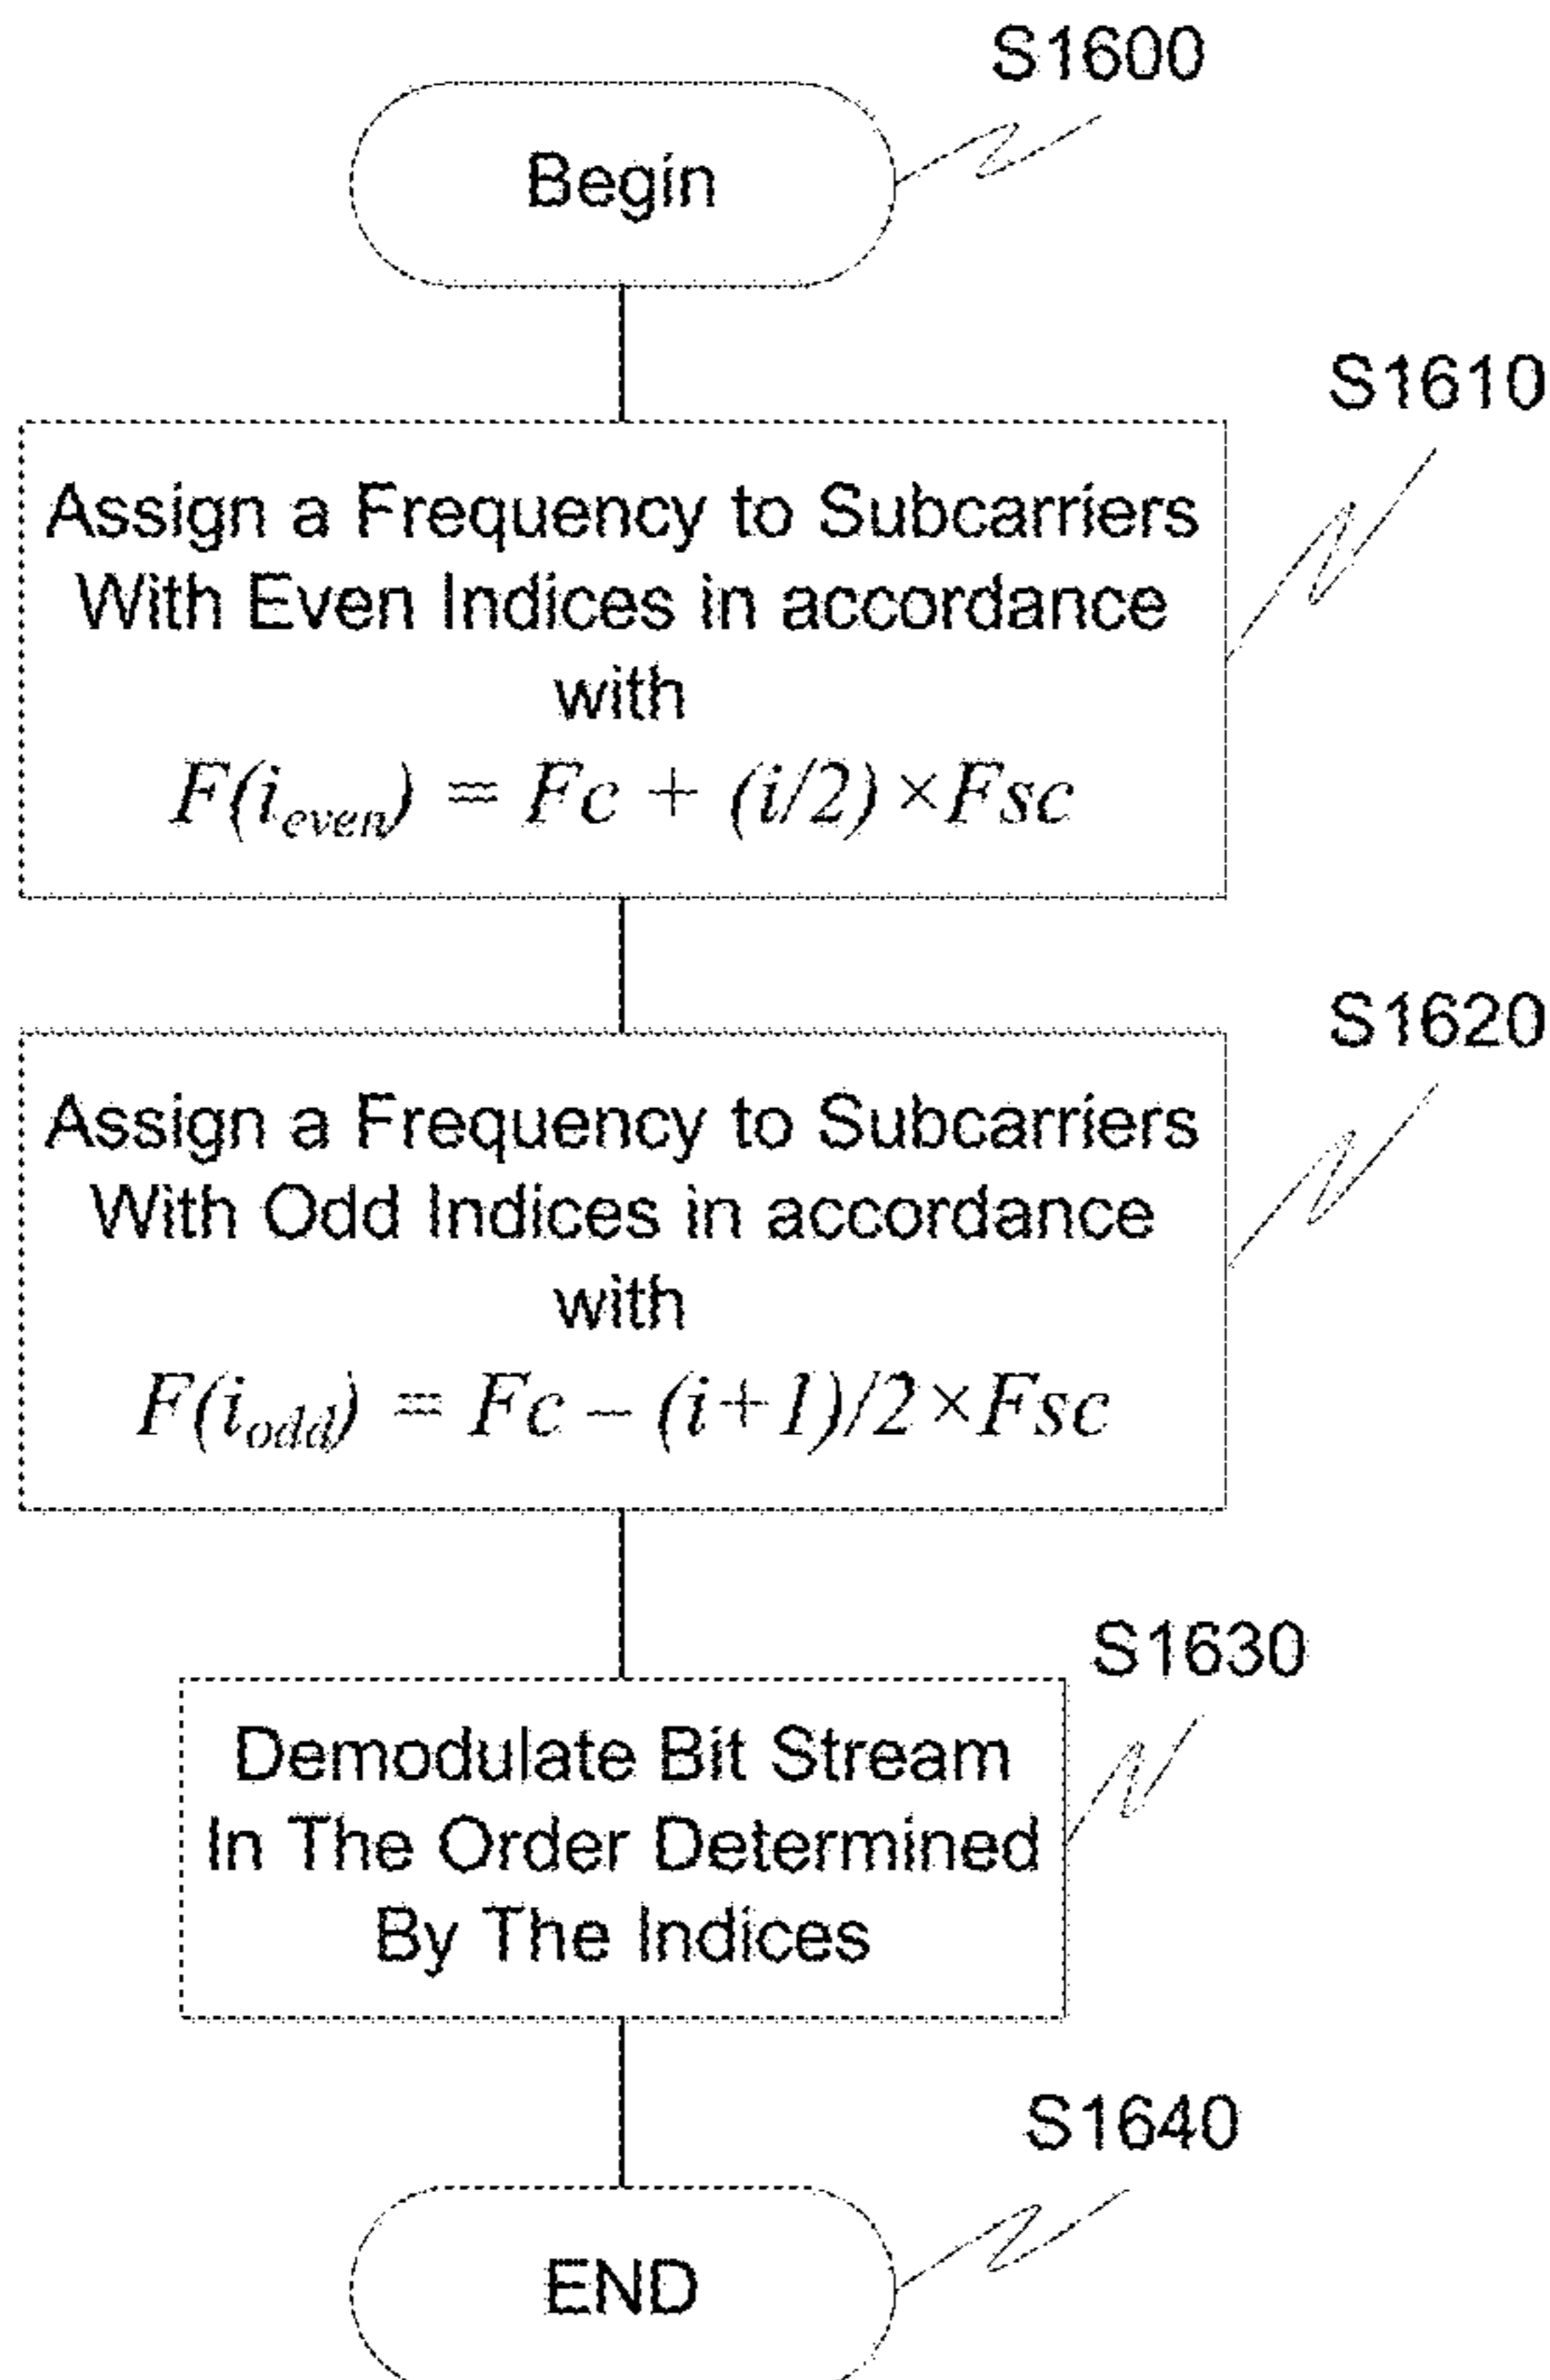 S1600
Begin
S1610
Assign a Frequency to Subcarriers
With Even Indices in accordance
with
F(i_even) = Fc + (i/2)×Fsc
S1620
Assign a Frequency to Subcarriers
With Odd Indices in accordance
with
F(i_odd) = Fc – (i+1)/2×Fsc
S1630
Demodulate Bit Stream
In The Order Determined
By The Indices
S1640
END